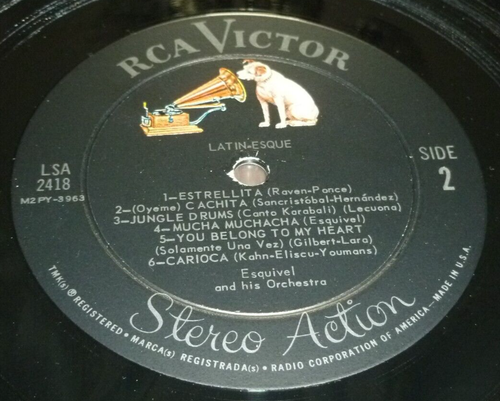 RCA VICTOR
LATIN-ESQUE
LSA
2418
M2PY-3963
SIDE
2
1—ESTRELLITA (Raven-Ponce)
2—(Oyeme) CACHITA (Sancristóbal-Hernández)
3—JUNGLE DRUMS (Canto Karabali) (Lecuona)
4—MUCHA MUCHACHA (Esquivel)
5—YOU BELONG TO MY HEART
(Solamente Una Vez) (Gilbert-Lara)
6—CARIOCA (Kahn-Eliscu-Youmans)
Esquivel
and his Orchestra
Stereo Action
TMK(s) ® REGISTERED • MARCA(s) REGISTRADA(s) • RADIO CORPORATION OF AMERICA—MADE IN U.S.A.